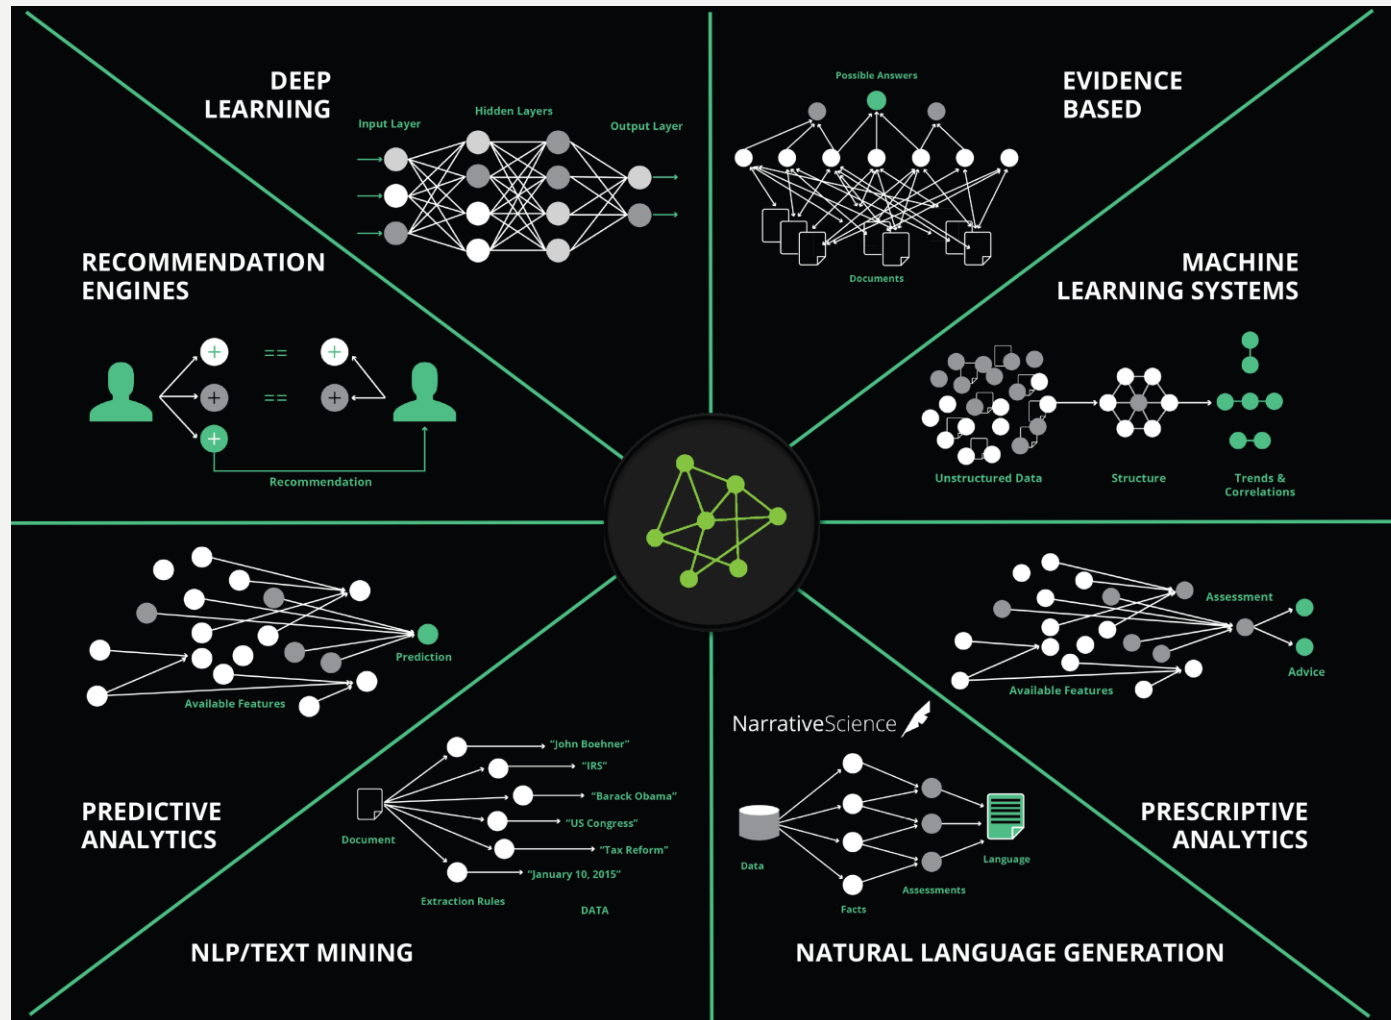 DEEP
LEARNING
Input Layer
Hidden Layers
Output Layer
Possible Answers
Documents
EVIDENCE
BASED
RECOMMENDATION
ENGINES
+ == +
+ == +
+
Recommendation
MACHINE
LEARNING SYSTEMS
Unstructured Data
Structure
Trends &
Correlations
Prediction
Available Features
PREDICTIVE
ANALYTICS
Assessment
Advice
Available Features
PRESCRIPTIVE
ANALYTICS
Document
"John Boehner"
"IRS"
"Barack Obama"
"US Congress"
"Tax Reform"
"January 10, 2015"
Extraction Rules
DATA
NLP/TEXT MINING
NarrativeScience
Data
Facts
Assessments
Language
NATURAL LANGUAGE GENERATION